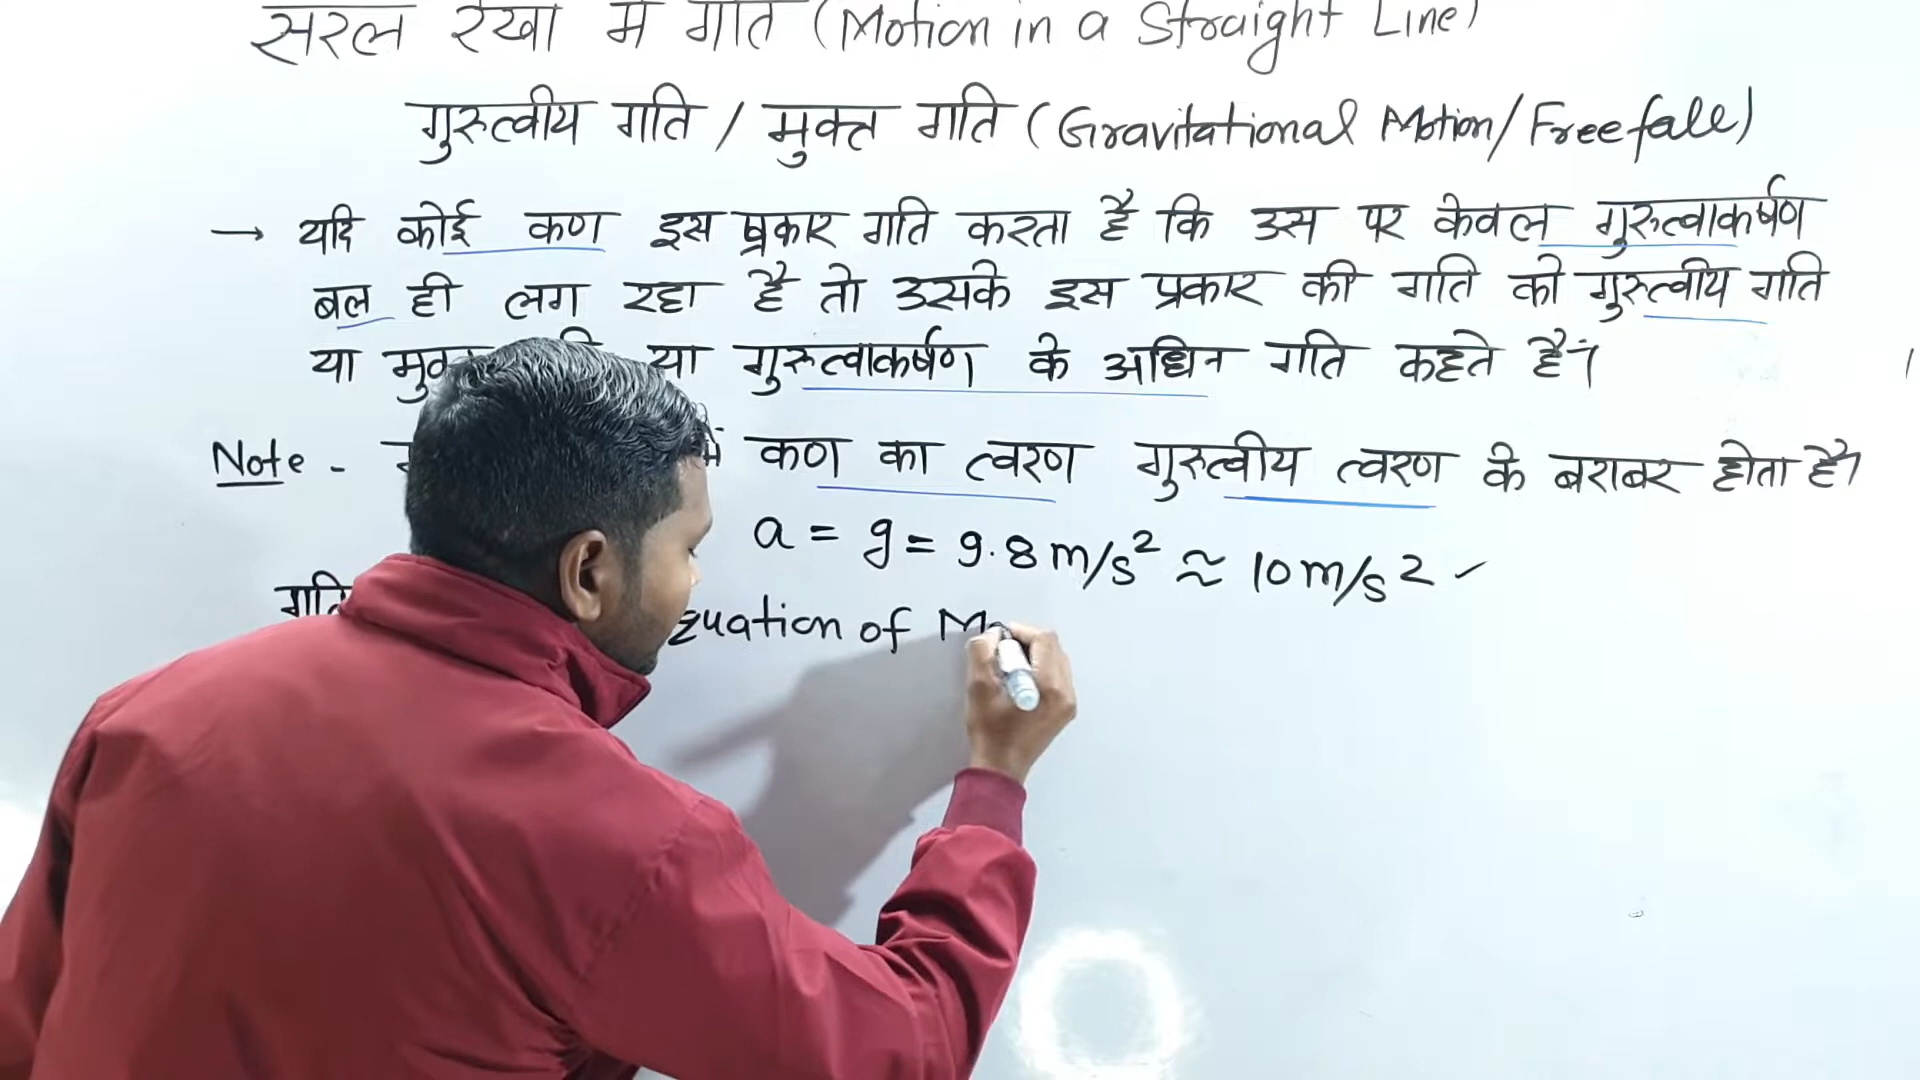 सरल रेखा में गति (Motion in a Straight Line)
गुरुत्वीय गति / मुक्त गति (Gravitational Motion/Freefall)
→ यदि कोई कण इस प्रकार गति करता है कि उस पर केवल गुरुत्वाकर्षण
बल ही लग रहा है तो उसके इस प्रकार की गति को गुरुत्वीय गति
या या गुरुत्वाकर्षण के अधिन गति कहते हैं।
Note - कण का त्वरण गुरुत्वीय त्वरण के बराबर होता है।
a = g = 9.8 m/s² ≈ 10 m/s² ✓
गति of